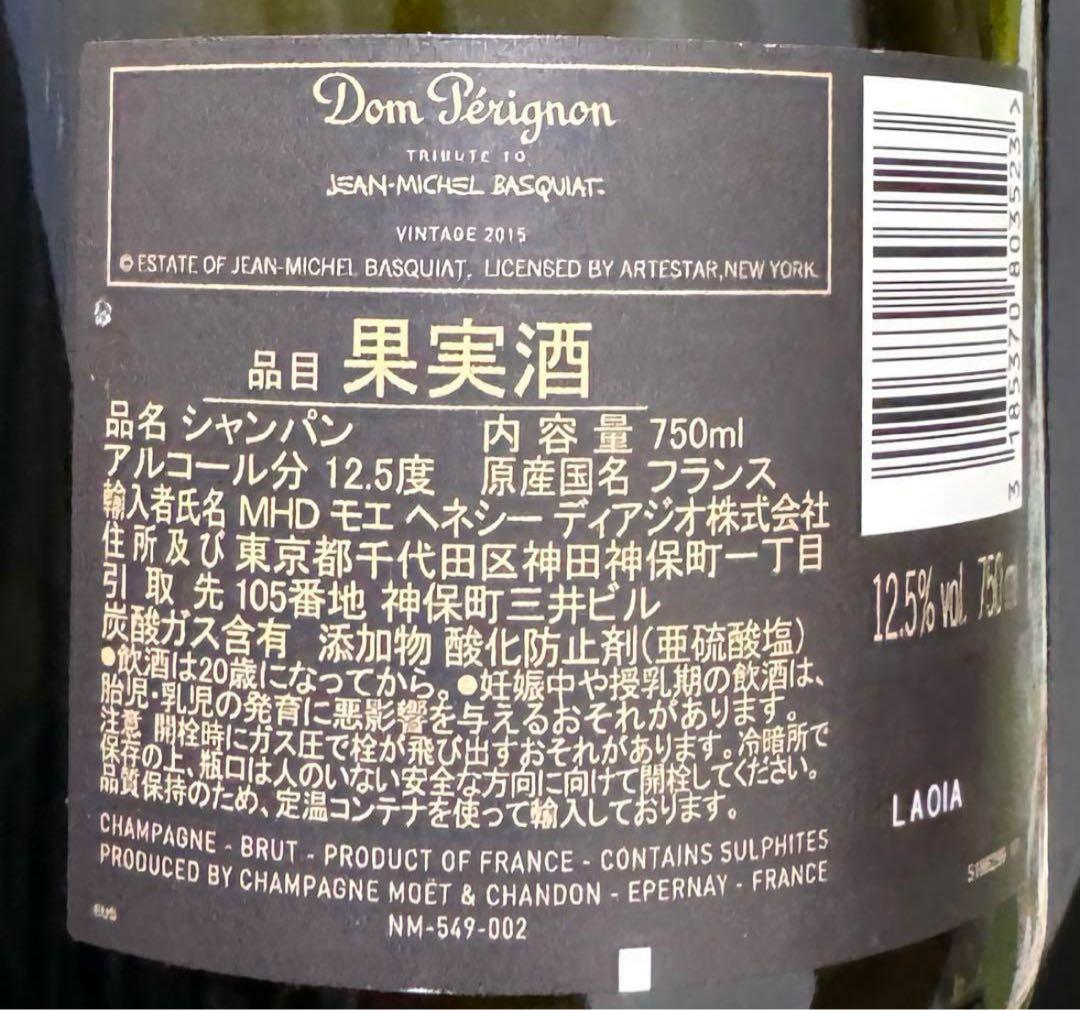 Dom Pérignon
TRIBUTE TO
JEAN-MICHEL BASQUIAT
VINTAGE 2015
© ESTATE OF JEAN-MICHEL BASQUIAT. LICENSED BY ARTESTAR, NEW YORK
品目 果実酒
品名 シャンパン 内容量 750ml
アルコール分 12.5度 原産国名 フランス
輸入者氏名 MHD モエ ヘネシー ディアジオ株式会社
住所及び 東京都千代田区神田神保町一丁目
引取先 105番地 神保町三井ビル
炭酸ガス含有 添加物 酸化防止剤(亜硫酸塩)
●飲酒は20歳になってから。●妊娠中や授乳期の飲酒は、
胎児・乳児の発育に悪影響を与えるおそれがあります。
注意 開栓時にガス圧で栓が飛び出すおそれがあります。冷暗所で
保存の上、瓶口は人のいない安全な方向に向けて開栓してください。
品質保持のため、定温コンテナを使って輸入しております。
CHAMPAGNE - BRUT - PRODUCT OF FRANCE - CONTAINS SULPHITES
PRODUCED BY CHAMPAGNE MOËT & CHANDON - EPERNAY - FRANCE
NM-549-002
3 185370 803523 >
12.5% vol. 750 ml
LAOIA